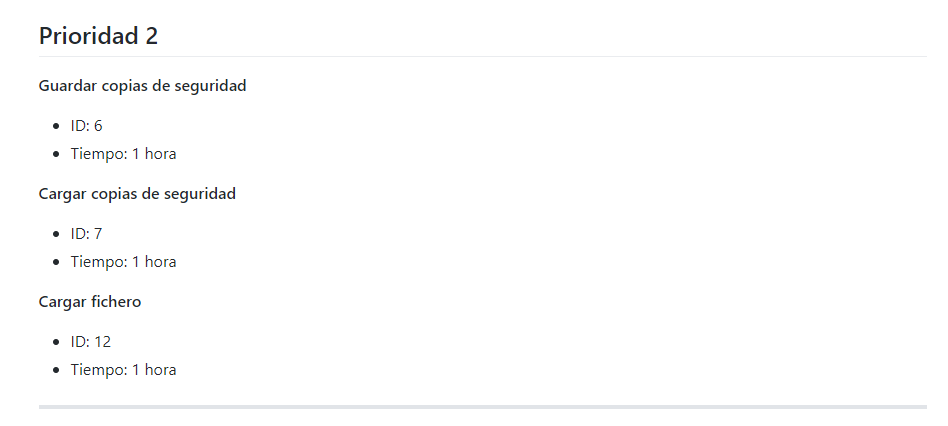 Prioridad 2
Guardar copias de seguridad
ID: 6
Tiempo: 1 hora
Cargar copias de seguridad
ID: 7
Tiempo: 1 hora
Cargar fichero
ID: 12
Tiempo: 1 hora